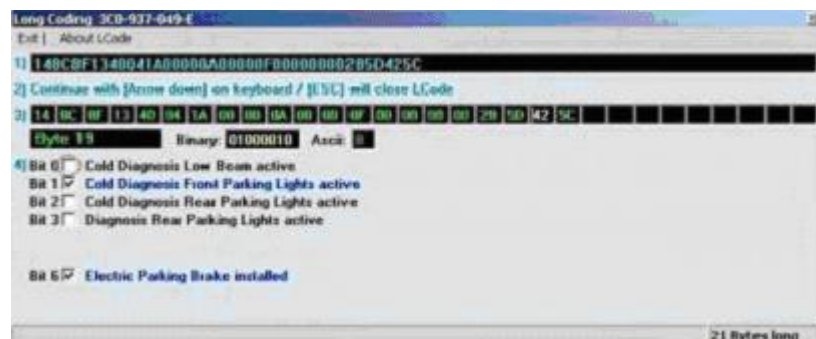 Long Coding 3C0-937-049-E
Exit | About LCode
1]
2] Continue with [Arrow down] on keyboard / [ESC] will close LCode
3] 14 8C 8F 13 40 04 1A 00 00 0A 00 00 0F 00 00 00 00 28 5D 42 5C
Byte 19 Binary: 01000010 Ascii: B
4] Bit 0 Cold Diagnosis Low Beam active
Bit 1 Cold Diagnosis Front Parking Lights active
Bit 2 Cold Diagnosis Rear Parking Lights active
Bit 3 Diagnosis Rear Parking Lights active
Bit 6 Electric Parking Brake installed
21 Bytes long